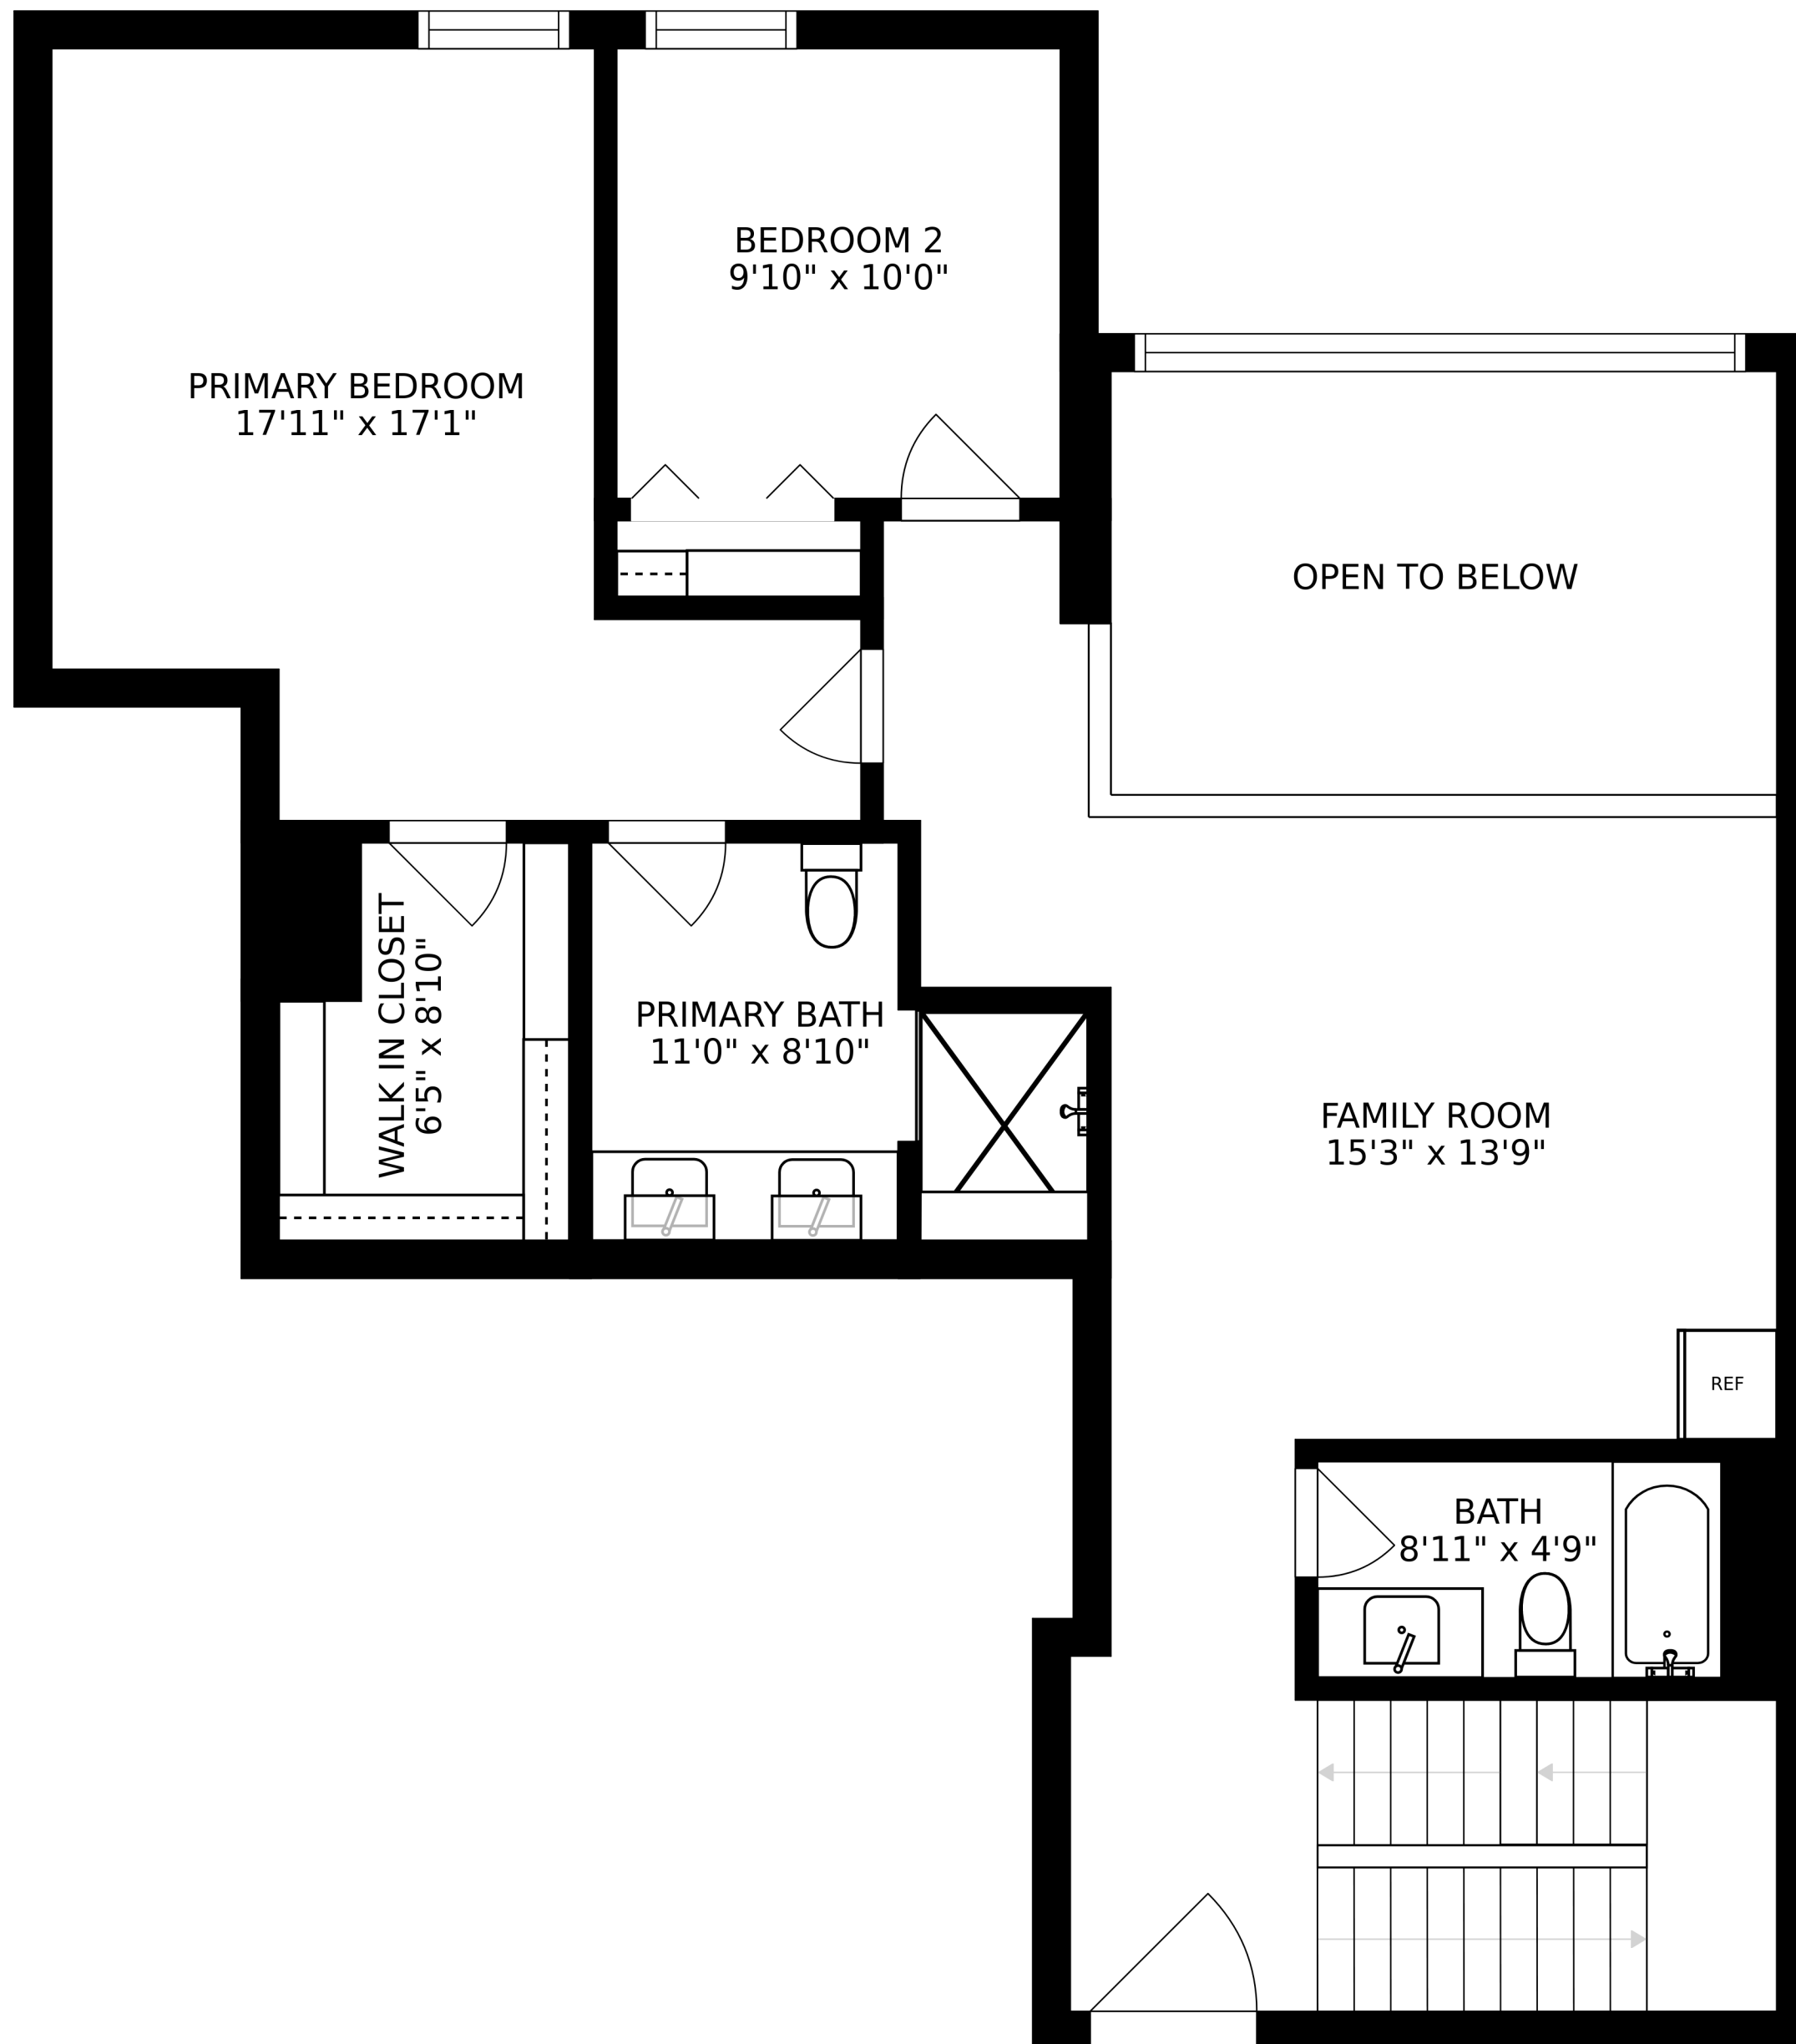 BEDROOM 2
9'10" x 10'0"
PRIMARY BEDROOM
17'11" x 17'1"
OPEN TO BELOW
WALK IN CLOSET
6'5" x 8'10"
PRIMARY BATH
11'0" x 8'10"
FAMILY ROOM
15'3" x 13'9"
REF
BATH
8'11" x 4'9"